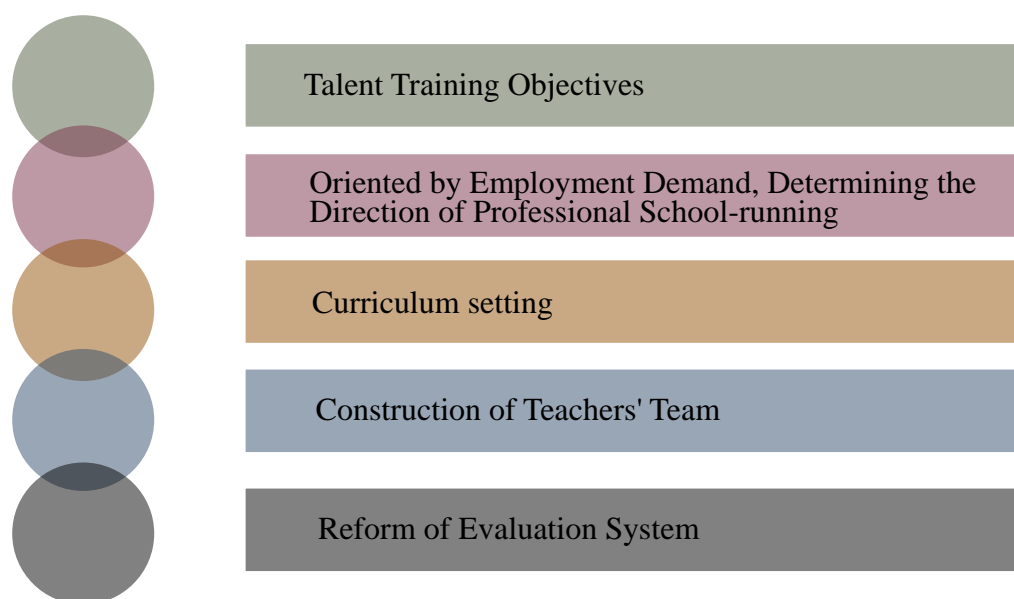 Talent Training Objectives
Oriented by Employment Demand, Determining the
Direction of Professional School-running
Curriculum setting
Construction of Teachers' Team
Reform of Evaluation System